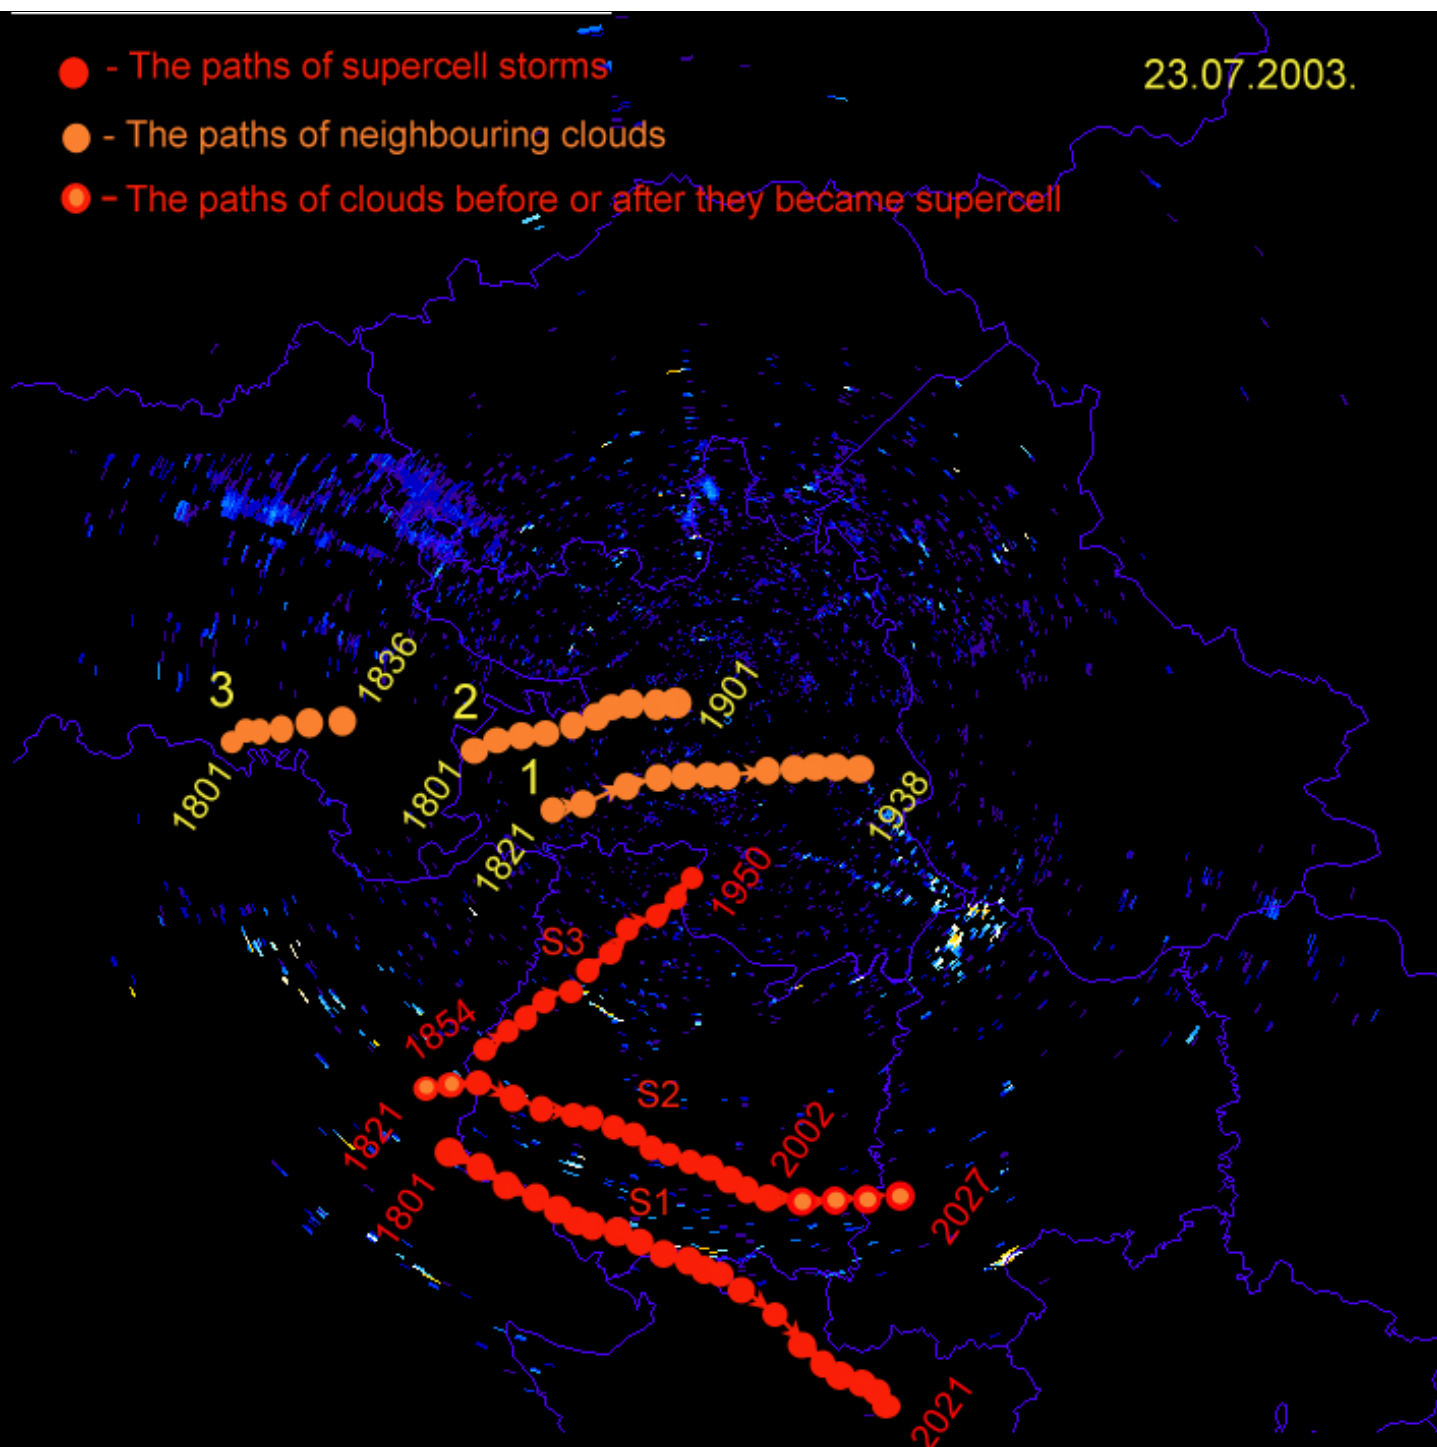 - The paths of supercell storms
23.07.2003.
- The paths of neighbouring clouds
- The paths of clouds before or after they became supercell
3
1836
2
1901
1801
1801
1
1938
1821
1950
S3
1854
S2
1821
2002
S1
1801
2027
2021